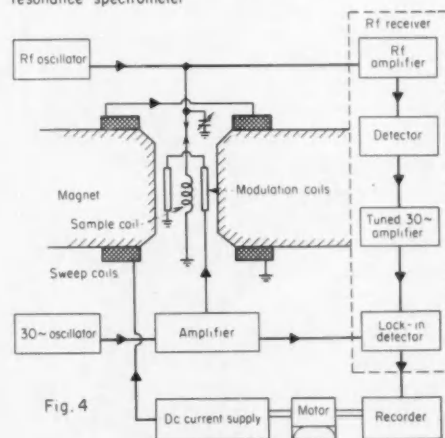 resonance spectrometer
Rf receiver
Rf oscillator
Rf
amplifier
Detector
Magnet
Modulation coils
Sample coil
Tuned 30~
amplifier
Sweep coils
30~ oscillator
Amplifier
Lock-in
detector
Fig. 4
Dc current supply
Motor
Recorder